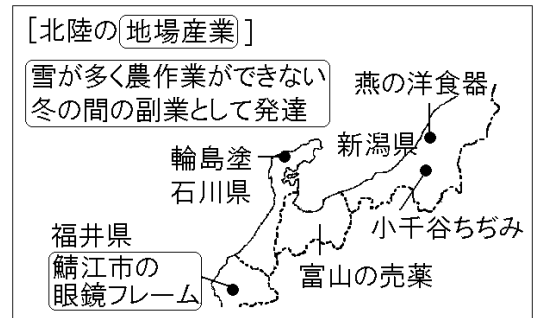 [北陸の地場産業]
雪が多く農作業ができない
冬の間の副業として発達
燕の洋食器
新潟県
輪島塗
石川県
小千谷ちぢみ
福井県
鯖江市の
眼鏡フレーム
富山の売薬